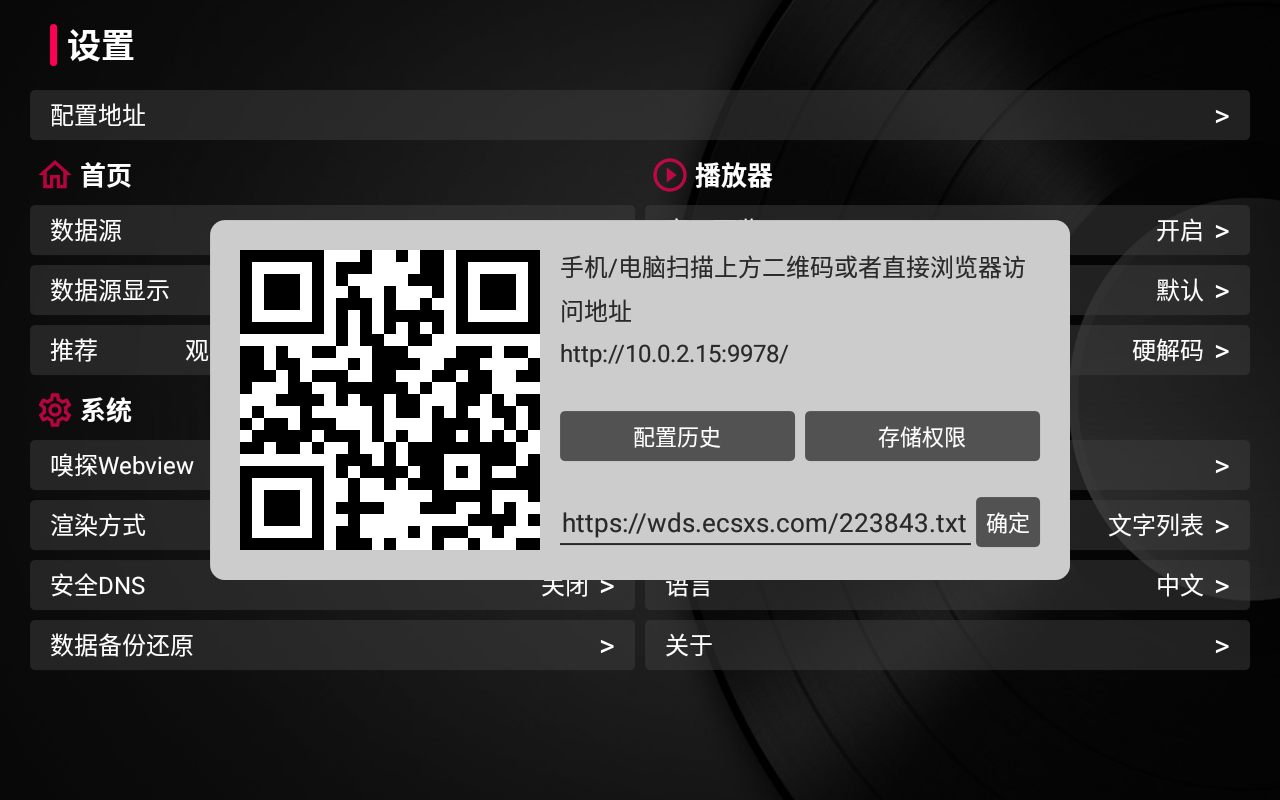 设置
配置地址 >
首页
播放器
数据源
开启 >
数据源显示
默认 >
推荐 观
硬解码 >
系统
手机/电脑扫描上方二维码或者直接浏览器访
问地址
http://10.0.2.15:9978/
配置历史
存储权限
https://wds.ecsxs.com/223843.txt
确定
嗅探Webview
>
渲染方式
文字列表 >
安全DNS 关闭 >
语言 中文 >
数据备份还原 >
关于 >